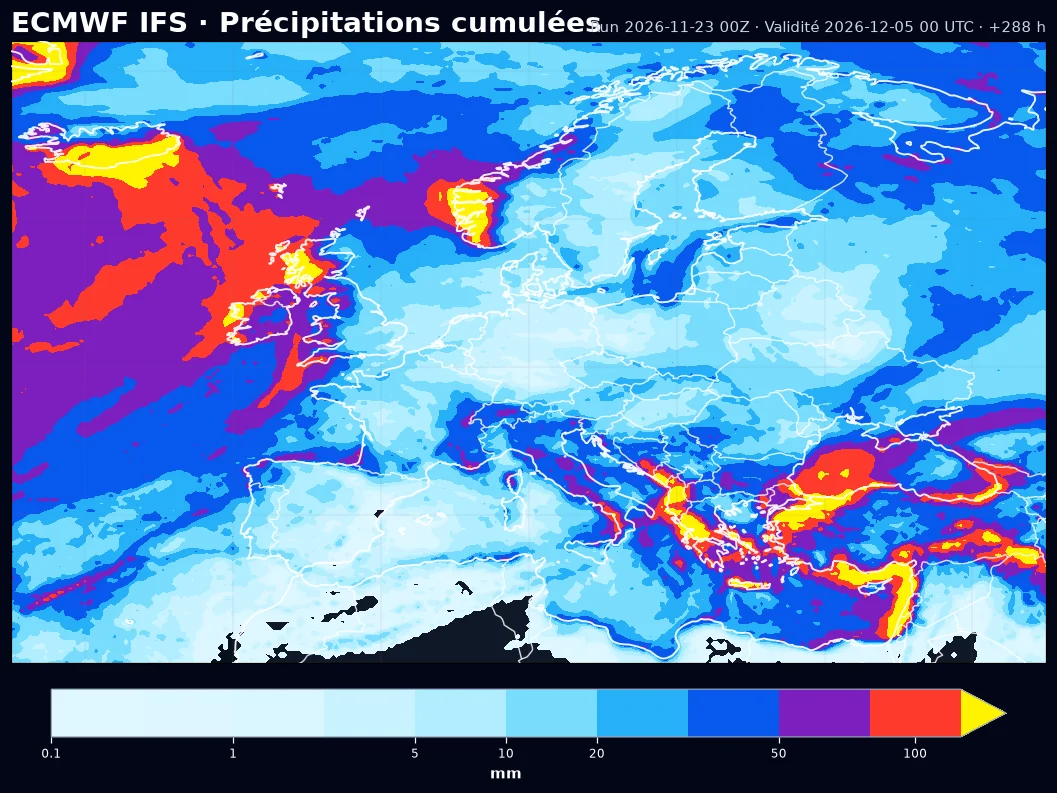 ECMWF IFS · Précipitations cumulées
Run 2026-11-23 00Z · Validité 2026-12-05 00 UTC · +288 h
0.1 1 5 10 20 50 100
mm